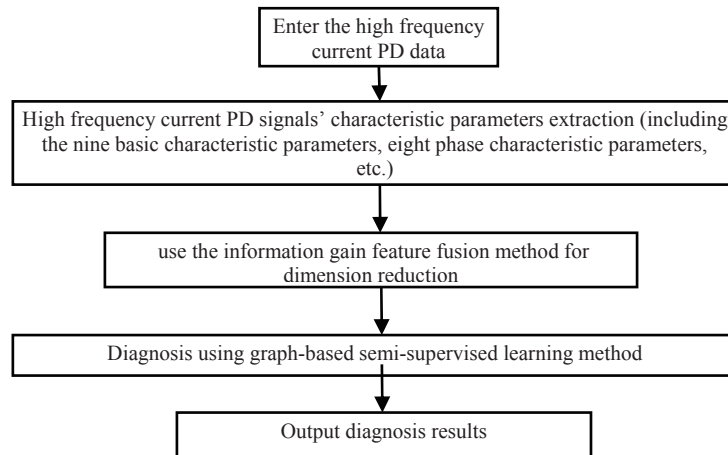 Enter the high frequency
current PD data
High frequency current PD signals’ characteristic parameters extraction (including
the nine basic characteristic parameters, eight phase characteristic parameters,
etc.)
use the information gain feature fusion method for
dimension reduction
Diagnosis using graph-based semi-supervised learning method
Output diagnosis results